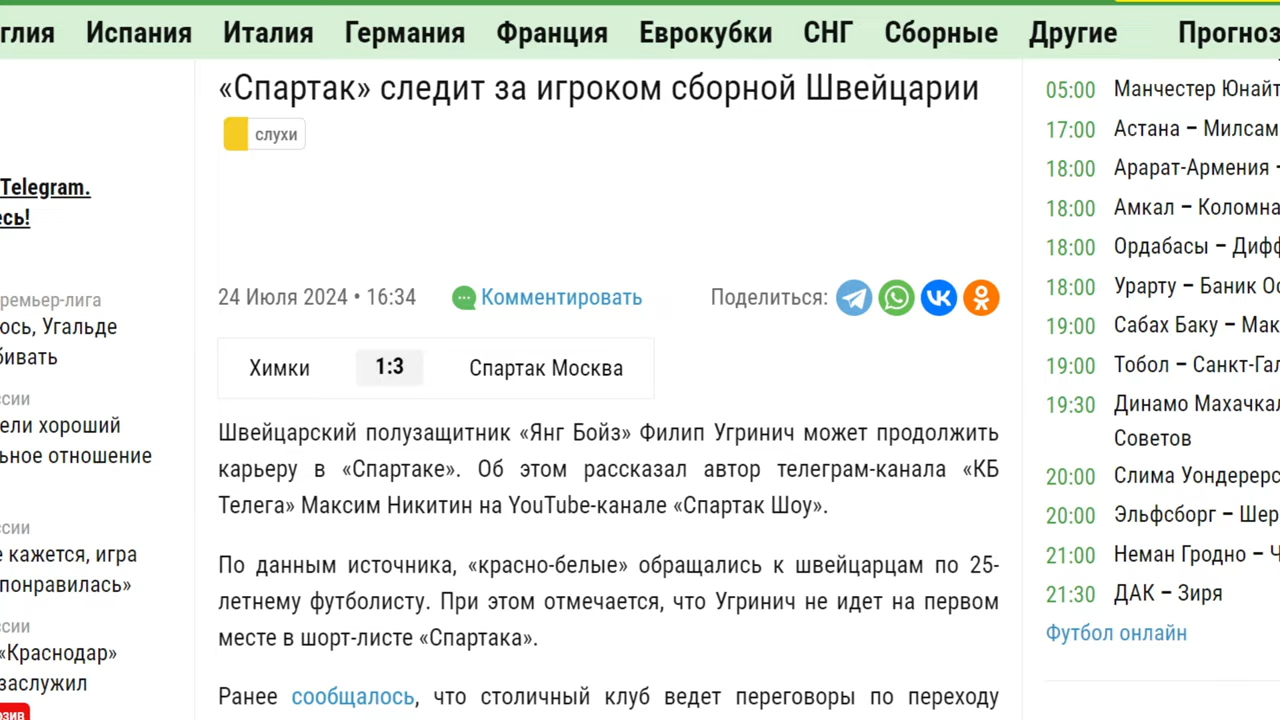 глия Испания Италия Германия Франция Еврокубки СНГ Сборные Другие Прогноз
Telegram.
есь!
ремьер-лига
юсь, Угальде
бивать
ссии
ели хороший
ьное отношение
ссии
е кажется, игра
понравилась»
ссии
«Краснодар»
заслужил
юзив
«Спартак» следит за игроком сборной Швейцарии
слухи
24 Июля 2024 • 16:34
Комментировать
Поделиться:
Химки 1:3 Спартак Москва
Швейцарский полузащитник «Янг Бойз» Филип Угринич может продолжить
карьеру в «Спартаке». Об этом рассказал автор телеграм-канала «КБ
Телега» Максим Никитин на YouTube-канале «Спартак Шоу».
По данным источника, «красно-белые» обращались к швейцарцам по 25-
летнему футболисту. При этом отмечается, что Угринич не идет на первом
месте в шорт-листе «Спартака».
Ранее сообщалось, что столичный клуб ведет переговоры по переходу
05:00 Манчестер Юнайт
17:00 Астана – Милсам
18:00 Арарат-Армения -
18:00 Амкал – Коломна
18:00 Ордабасы – Дифф
18:00 Урарту – Баник Ос
19:00 Сабах Баку – Мак
19:00 Тобол – Санкт-Гал
19:30 Динамо Махачкал
Советов
20:00 Слима Уондерерс
20:00 Эльфсборг – Шер
21:00 Неман Гродно – Ч
21:30 ДАК – Зиря
Футбол онлайн